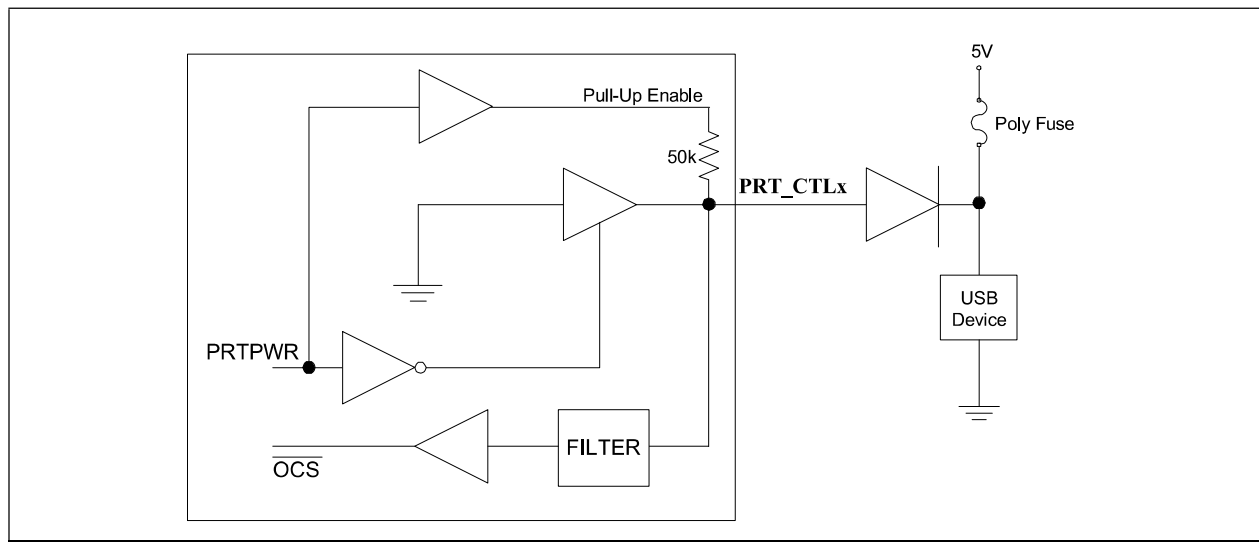 5V
Pull-Up Enable
Poly Fuse
50k
PRT_CTLx
USB
Device
PRTPWR
FILTER
OCS